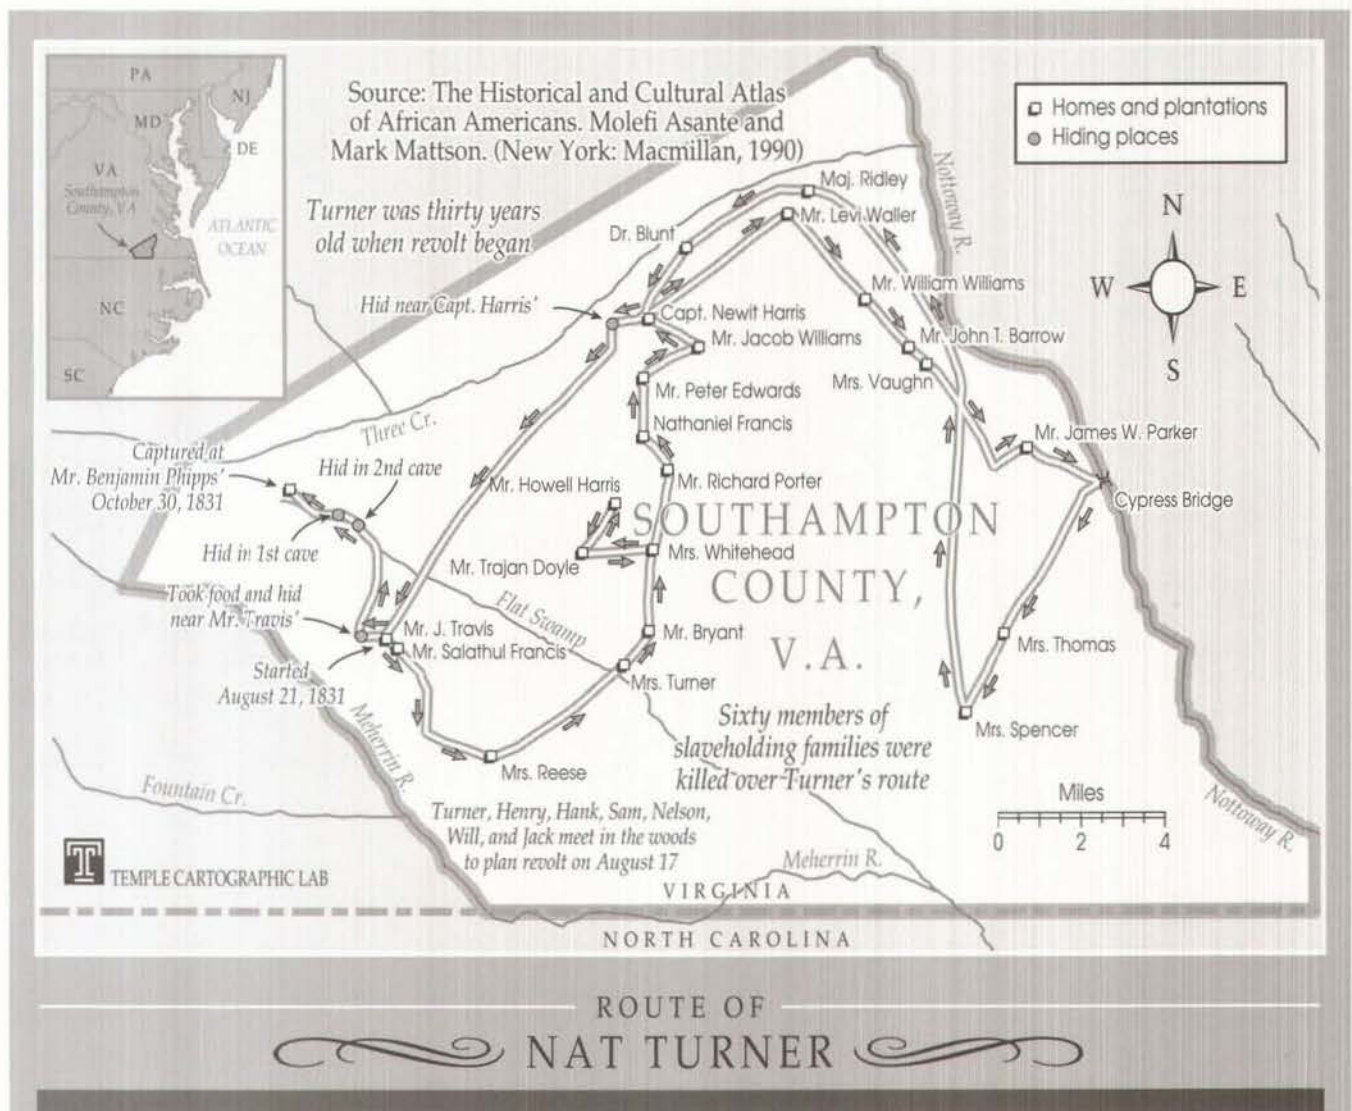 PA
NJ
MD
DE
VA
Southampton
County, VA
ATLANTIC
OCEAN
NC
SC
Source: The Historical and Cultural Atlas
of African Americans. Molefi Asante and
Mark Mattson. (New York: Macmillan, 1990)
Turner was thirty years
old when revolt began
Homes and plantations
Hiding places
N
W
E
S
Nottoway R.
Maj. Ridley
Mr. Levi Waller
Dr. Blunt
Mr. William Williams
Hid near Capt. Harris'
Capt. Newit Harris
Mr. Jacob Williams
Mr. John T. Barrow
Mrs. Vaughn
Mr. Peter Edwards
Nathaniel Francis
Three Cr.
Mr. James W. Parker
Captured at
Mr. Benjamin Phipps'
October 30, 1831
Hid in 2nd cave
Mr. Howell Harris
Mr. Richard Porter
Cypress Bridge
SOUTHAMPTON
COUNTY,
V.A.
Hid in 1st cave
Mr. Trajan Doyle
Mrs. Whitehead
Took food and hid
near Mr. Travis'
Flat Swamp
Mr. J. Travis
Mr. Salathul Francis
Mr. Bryant
Mrs. Thomas
Started
August 21, 1831
Mrs. Turner
Meherrin R.
Mrs. Spencer
Sixty members of
slaveholding families were
killed over Turner's route
Mrs. Reese
Fountain Cr.
Turner, Henry, Hank, Sam, Nelson,
Will, and Jack meet in the woods
to plan revolt on August 17
Miles
0 2 4
Nottoway R.
Meherrin R.
T
TEMPLE CARTOGRAPHIC LAB
VIRGINIA
NORTH CAROLINA
ROUTE OF
NAT TURNER